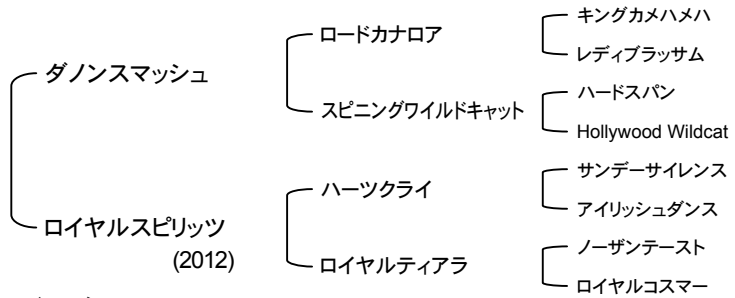 キングカメハメハ
ロードカナロア
レディブラッサム
ダノンスマッシュ
ハードスパン
スピニングワイルドキャット
Hollywood Wildcat
サンデーサイレンス
ハーツクライ
アイリッシュダンス
ロイヤルスピリッツ
(2012)
ノーザンテースト
ロイヤルティアラ
ロイヤルコスマー